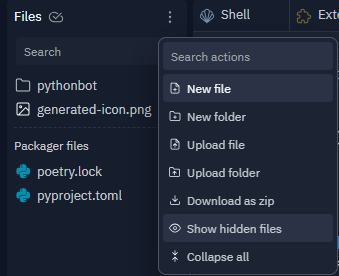 Files
Shell
Exte
Search
Search actions
pythonbot
New file
generated-icon.png
New folder
Upload file
Packager files
Upload folder
poetry.lock
Download as zip
pyproject.toml
Show hidden files
Collapse all